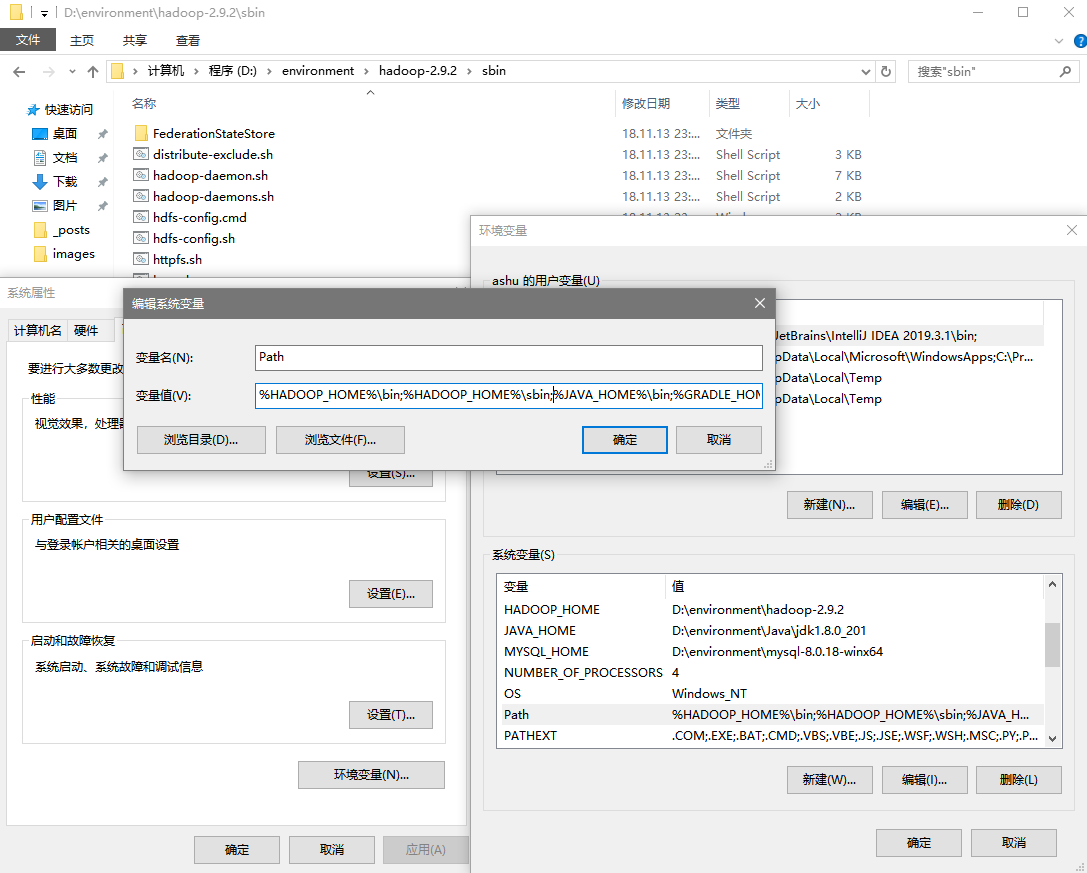 D:\environment\hadoop-2.9.2\sbin
文件 主页 共享 查看
计算机 程序 (D:) environment hadoop-2.9.2 sbin 搜索"sbin"
名称 修改日期 类型 大小
快速访问
桌面
文档
下载
图片
_posts
images
FederationStateStore 18.11.13 23:... 文件夹
distribute-exclude.sh 18.11.13 23:... Shell Script 3 KB
hadoop-daemon.sh 18.11.13 23:... Shell Script 7 KB
hadoop-daemons.sh 18.11.13 23:... Shell Script 2 KB
hdfs-config.cmd
hdfs-config.sh
httpfs.sh
系统属性
计算机名 硬件
要进行大多数更改
性能
视觉效果，处理器
设置(S)...
用户配置文件
与登录帐户相关的桌面设置
设置(E)...
启动和故障恢复
系统启动、系统故障和调试信息
设置(T)...
环境变量(N)...
确定 取消 应用(A)
编辑系统变量
变量名(N): Path
变量值(V): %HADOOP_HOME%\bin;%HADOOP_HOME%\sbin;%JAVA_HOME%\bin;%GRADLE_HOM
浏览目录(D)... 浏览文件(F)... 确定 取消
环境变量
ashu 的用户变量(U)
JetBrains\IntelliJ IDEA 2019.3.1\bin;
pData\Local\Microsoft\WindowsApps;C:\Pr...
pData\Local\Temp
pData\Local\Temp
新建(N)... 编辑(E)... 删除(D)
系统变量(S)
变量 值
HADOOP_HOME D:\environment\hadoop-2.9.2
JAVA_HOME D:\environment\Java\jdk1.8.0_201
MYSQL_HOME D:\environment\mysql-8.0.18-winx64
NUMBER_OF_PROCESSORS 4
OS Windows_NT
Path %HADOOP_HOME%\bin;%HADOOP_HOME%\sbin;%JAVA_H...
PATHEXT .COM;.EXE;.BAT;.CMD;.VBS;.VBE;.JS;.JSE;.WSF;.WSH;.MSC;.PY;.P...
新建(W)... 编辑(I)... 删除(L)
确定 取消